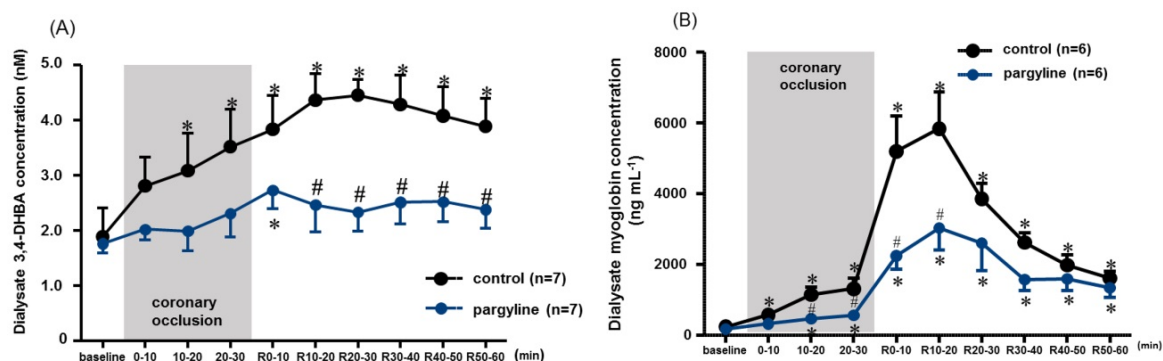 (A)
Dialysate 3,4-DHBA concentration (nM)
5.0
4.0
3.0
2.0
1.0
0
* * * * * * * *
# # # # #
*
coronary
occlusion
control (n=7)
pargyline (n=7)
baseline 0-10 10-20 20-30 R0-10 R10-20 R20-30 R30-40 R40-50 R50-60 (min)
(B)
Dialysate myoglobin concentration
(ng mL⁻¹)
8000
6000
4000
2000
0
coronary
occlusion
control (n=6)
pargyline (n=6)
* * * * * * * * *
# # # #
* * * * * * * *
baseline 0-10 10-20 20-30 R0-10 R10-20 R20-30 R30-40 R40-50 R50-60 (min)